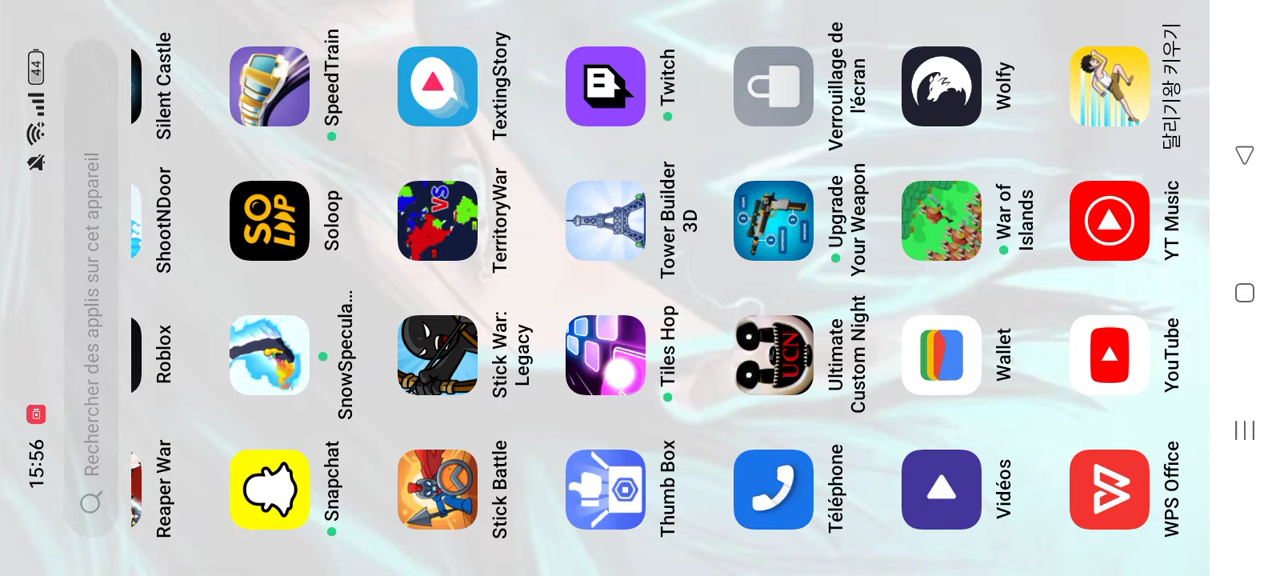 15:56
44
Rechercher des applis sur cet appareil
Reaper War
Roblox
ShootNDoor
Silent Castle
Snapchat
SnowSpecula...
SO
LOOP
Soloop
SpeedTrain
Stick Battle
Stick War:
Legacy
VS
TerritoryWar
TextingStory
Thumb Box
Tiles Hop
Tower Builder
3D
Twitch
Téléphone
UCN
Ultimate
Custom Night
Upgrade
Your Weapon
Verrouillage de
l'écran
Vidéos
Wallet
War of
Islands
Wolfy
W
WPS Office
YouTube
YT Music
달리기왕 키우기